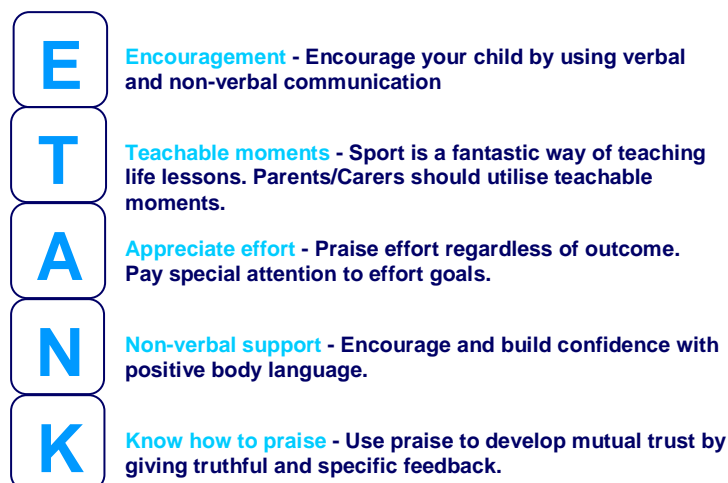 E
Encouragement - Encourage your child by using verbal
and non-verbal communication
T
Teachable moments - Sport is a fantastic way of teaching
life lessons. Parents/Carers should utilise teachable
moments.
A
Appreciate effort - Praise effort regardless of outcome.
Pay special attention to effort goals.
N
Non-verbal support - Encourage and build confidence with
positive body language.
K
Know how to praise - Use praise to develop mutual trust by
giving truthful and specific feedback.